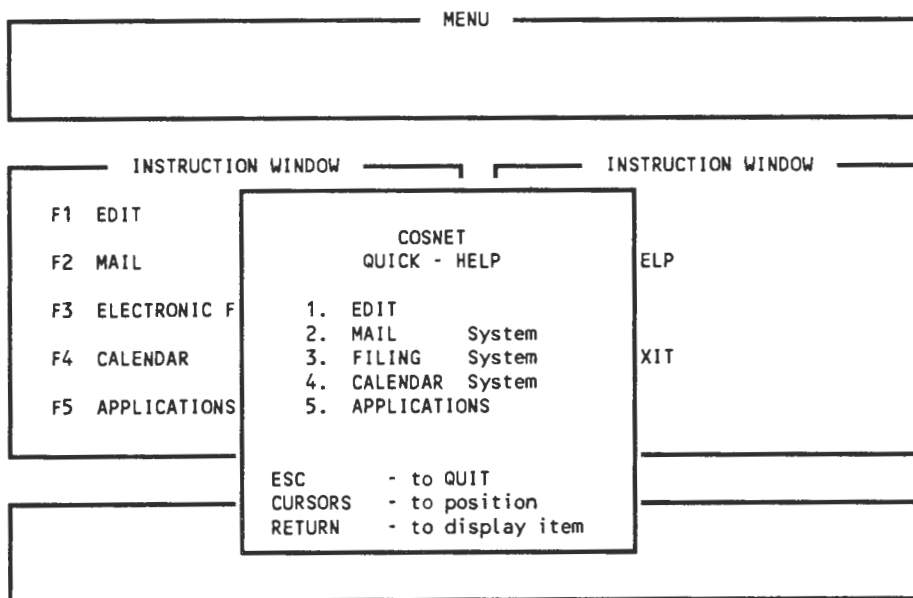 MENU
INSTRUCTION WINDOW
INSTRUCTION WINDOW
F1 EDIT
F2 MAIL
F3 ELECTRONIC F
F4 CALENDAR
F5 APPLICATIONS
COSNET
QUICK - HELP
1. EDIT
2. MAIL System
3. FILING System
4. CALENDAR System
5. APPLICATIONS
ESC - to QUIT
CURSORS - to position
RETURN - to display item
ELP
XIT